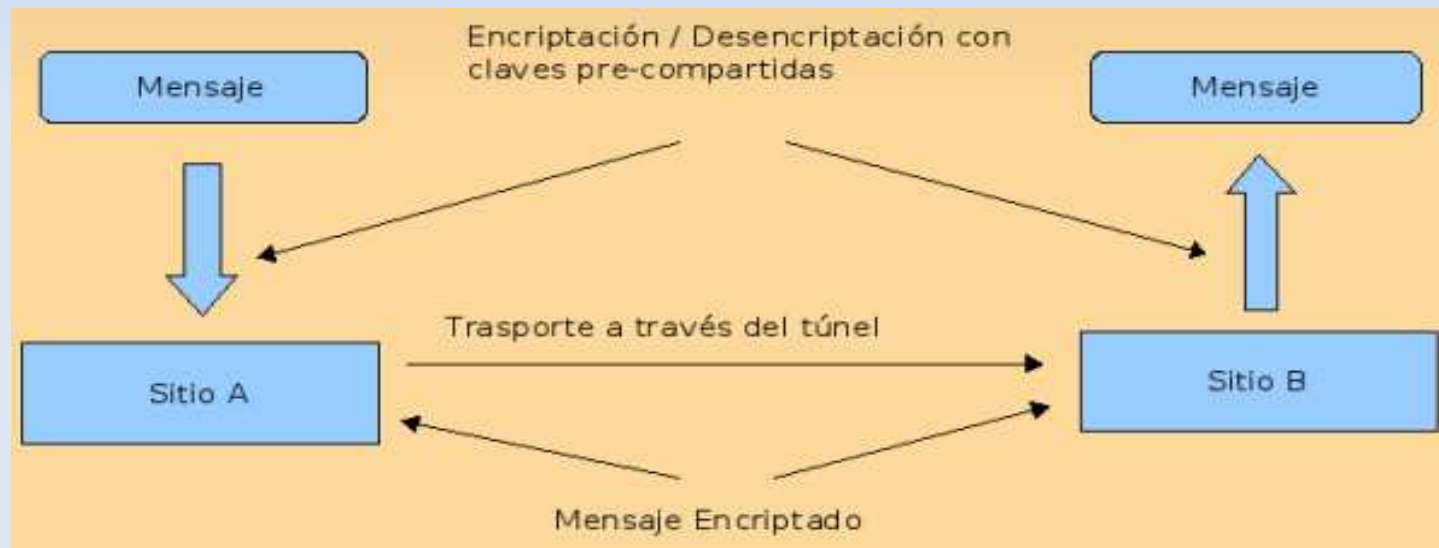 Encriptación / Desencriptación con
claves pre-compartidas
Mensaje
Mensaje
Trasporte a través del túnel
Sitio A
Sitio B
Mensaje Encriptado